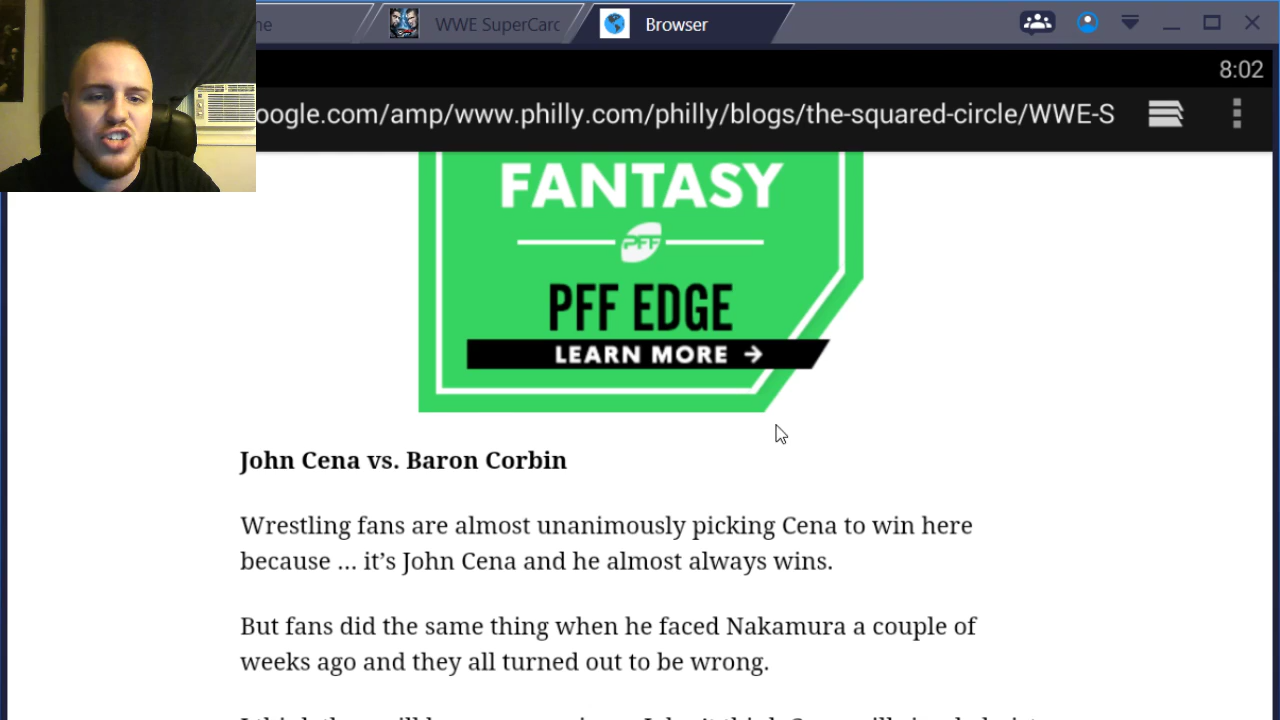 me
WWE SuperCard
Browser
8:02
oogle.com/amp/www.philly.com/philly/blogs/the-squared-circle/WWE-S
FANTASY
PFF
PFF EDGE
LEARN MORE →
John Cena vs. Baron Corbin
Wrestling fans are almost unanimously picking Cena to win here
because ... it’s John Cena and he almost always wins.
But fans did the same thing when he faced Nakamura a couple of
weeks ago and they all turned out to be wrong.